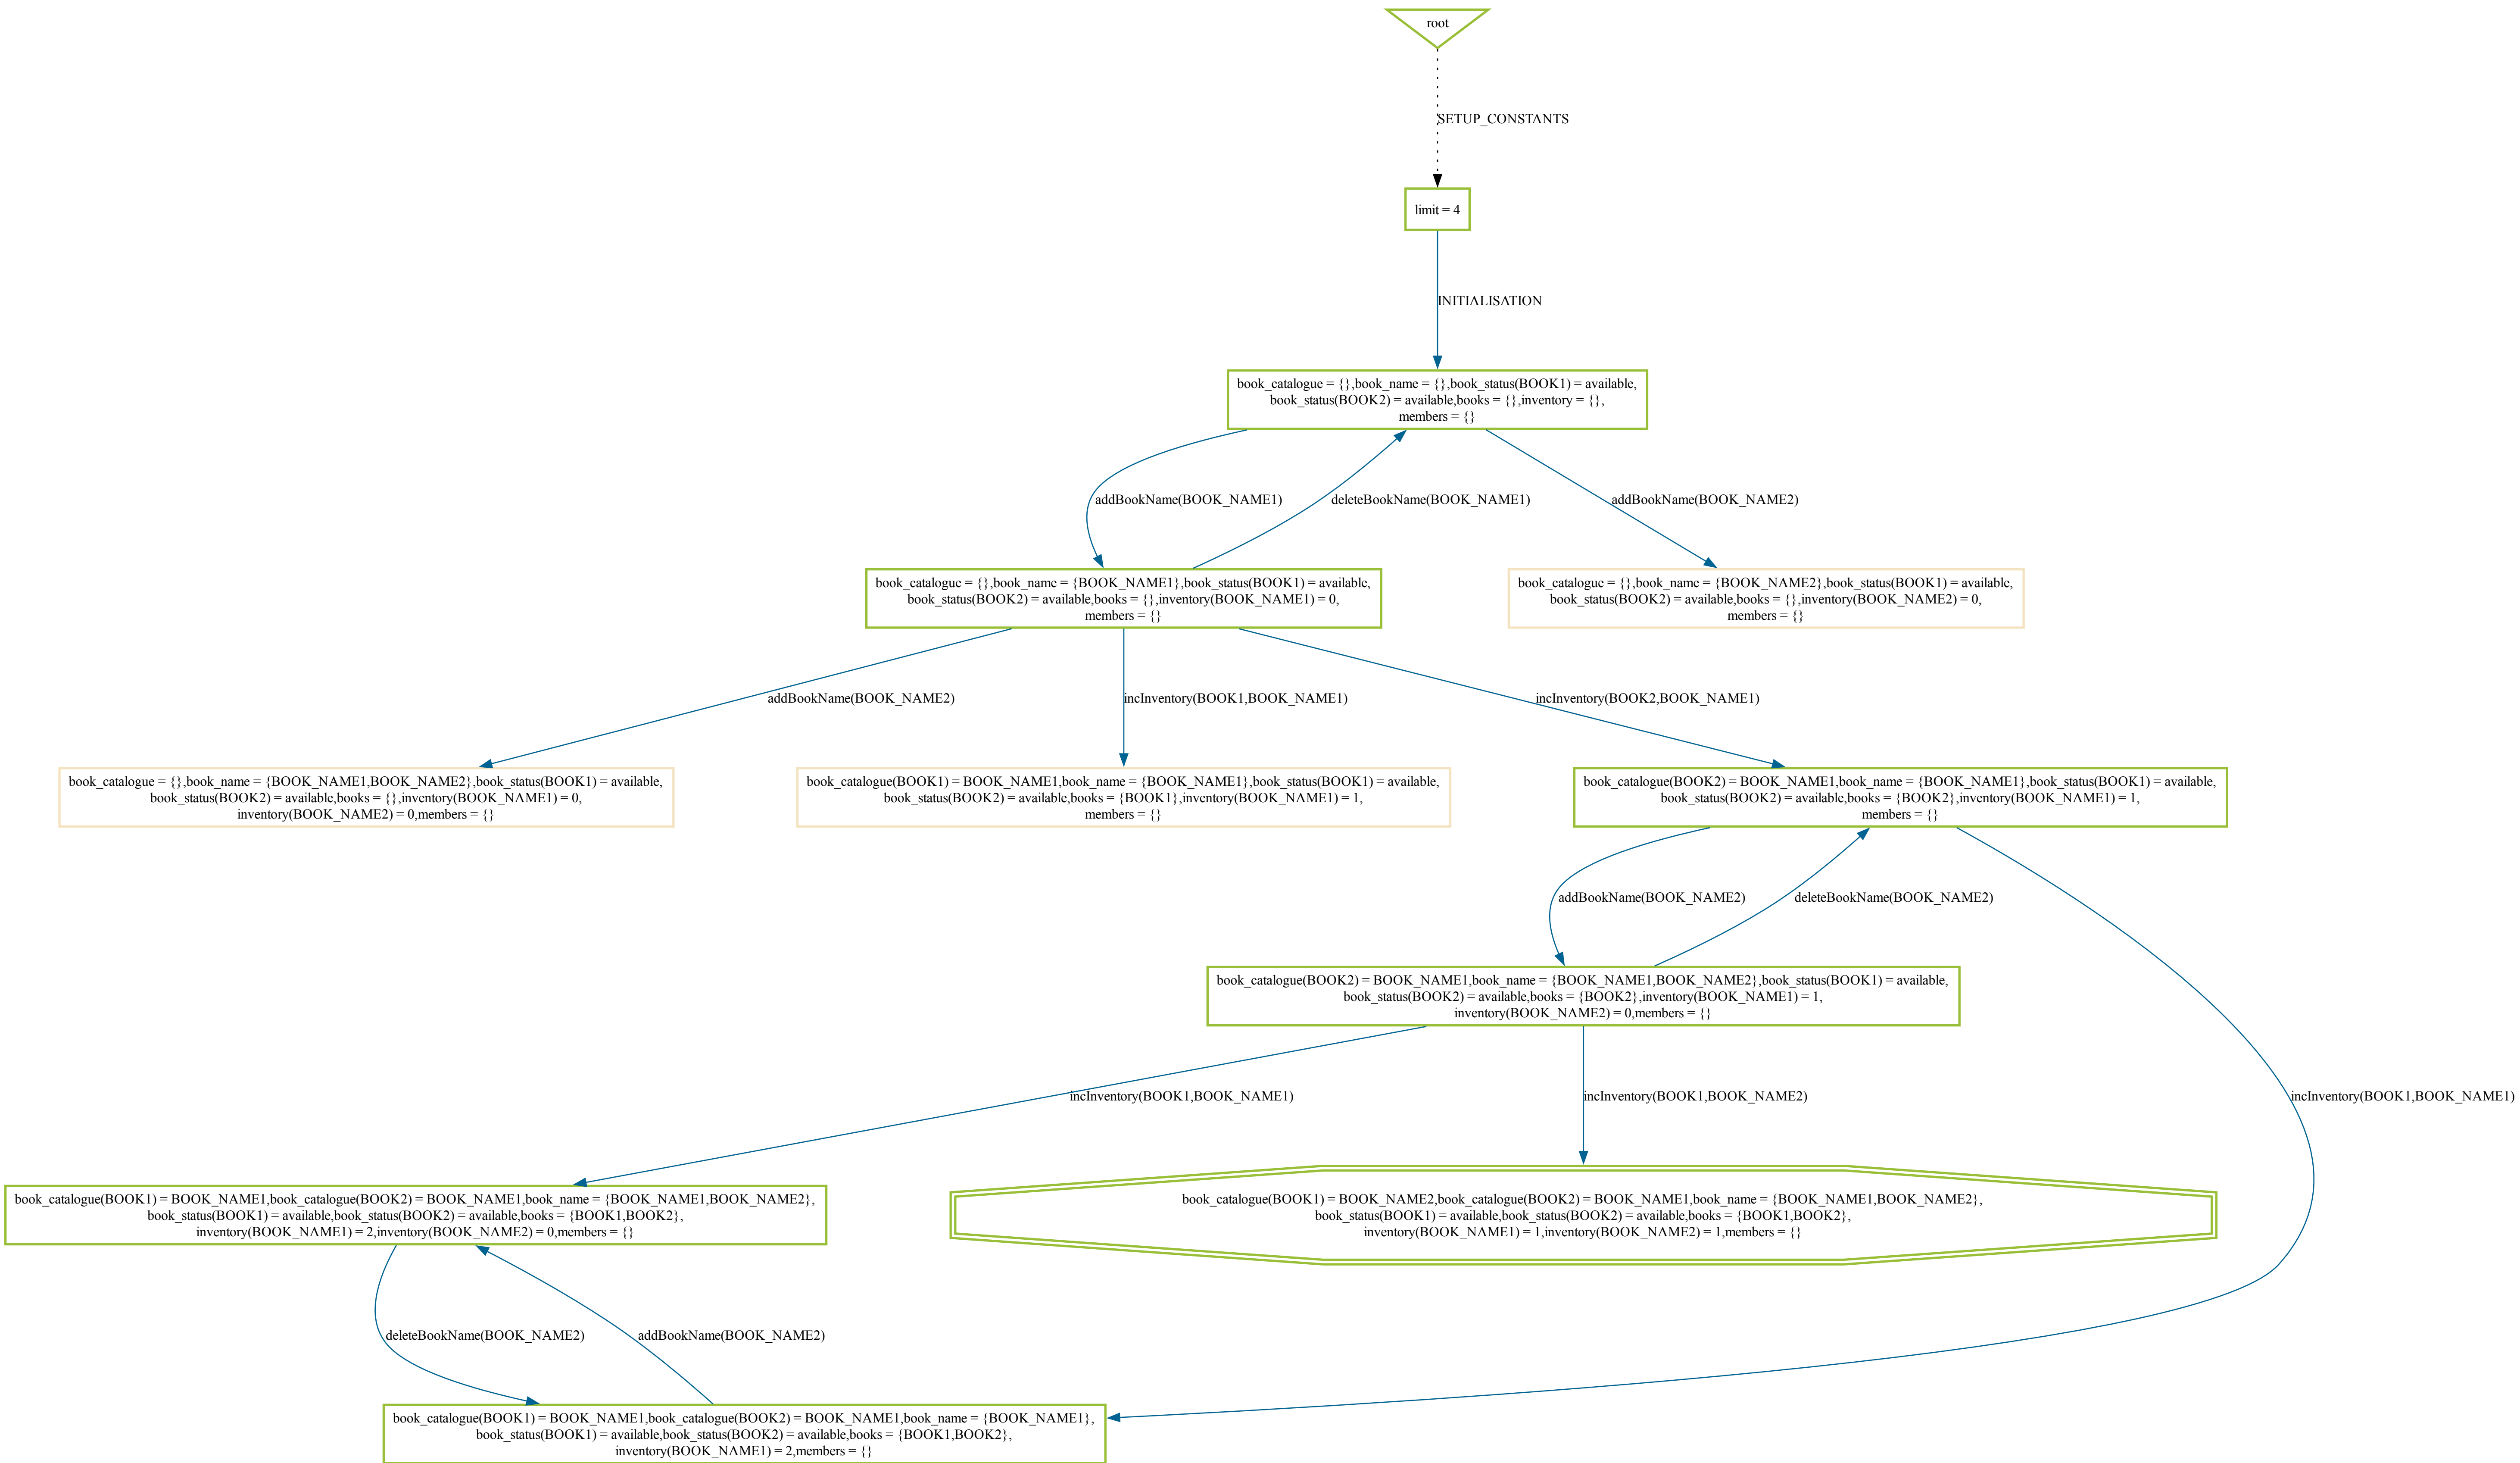 root
SETUP_CONSTANTS
limit = 4
INITIALISATION
book_catalogue = {},book_name = {},book_status(BOOK1) = available,
book_status(BOOK2) = available,books = {},inventory = {},
members = {}
addBookName(BOOK_NAME1)
deleteBookName(BOOK_NAME1)
addBookName(BOOK_NAME2)
book_catalogue = {},book_name = {BOOK_NAME1},book_status(BOOK1) = available,
book_status(BOOK2) = available,books = {},inventory(BOOK_NAME1) = 0,
members = {}
book_catalogue = {},book_name = {BOOK_NAME2},book_status(BOOK1) = available,
book_status(BOOK2) = available,books = {},inventory(BOOK_NAME2) = 0,
members = {}
addBookName(BOOK_NAME2)
incInventory(BOOK1,BOOK_NAME1)
incInventory(BOOK2,BOOK_NAME1)
book_catalogue = {},book_name = {BOOK_NAME1,BOOK_NAME2},book_status(BOOK1) = available,
book_status(BOOK2) = available,books = {},inventory(BOOK_NAME1) = 0,
inventory(BOOK_NAME2) = 0,members = {}
book_catalogue(BOOK1) = BOOK_NAME1,book_name = {BOOK_NAME1},book_status(BOOK1) = available,
book_status(BOOK2) = available,books = {BOOK1},inventory(BOOK_NAME1) = 1,
members = {}
book_catalogue(BOOK2) = BOOK_NAME1,book_name = {BOOK_NAME1},book_status(BOOK1) = available,
book_status(BOOK2) = available,books = {BOOK2},inventory(BOOK_NAME1) = 1,
members = {}
addBookName(BOOK_NAME2)
deleteBookName(BOOK_NAME2)
book_catalogue(BOOK2) = BOOK_NAME1,book_name = {BOOK_NAME1,BOOK_NAME2},book_status(BOOK1) = available,
book_status(BOOK2) = available,books = {BOOK2},inventory(BOOK_NAME1) = 1,
inventory(BOOK_NAME2) = 0,members = {}
incInventory(BOOK1,BOOK_NAME1)
incInventory(BOOK1,BOOK_NAME2)
incInventory(BOOK1,BOOK_NAME1)
book_catalogue(BOOK1) = BOOK_NAME1,book_catalogue(BOOK2) = BOOK_NAME1,book_name = {BOOK_NAME1,BOOK_NAME2},
book_status(BOOK1) = available,book_status(BOOK2) = available,books = {BOOK1,BOOK2},
inventory(BOOK_NAME1) = 2,inventory(BOOK_NAME2) = 0,members = {}
book_catalogue(BOOK1) = BOOK_NAME2,book_catalogue(BOOK2) = BOOK_NAME1,book_name = {BOOK_NAME1,BOOK_NAME2},
book_status(BOOK1) = available,book_status(BOOK2) = available,books = {BOOK1,BOOK2},
inventory(BOOK_NAME1) = 1,inventory(BOOK_NAME2) = 1,members = {}
deleteBookName(BOOK_NAME2)
addBookName(BOOK_NAME2)
book_catalogue(BOOK1) = BOOK_NAME1,book_catalogue(BOOK2) = BOOK_NAME1,book_name = {BOOK_NAME1},
book_status(BOOK1) = available,book_status(BOOK2) = available,books = {BOOK1,BOOK2},
inventory(BOOK_NAME1) = 2,members = {}